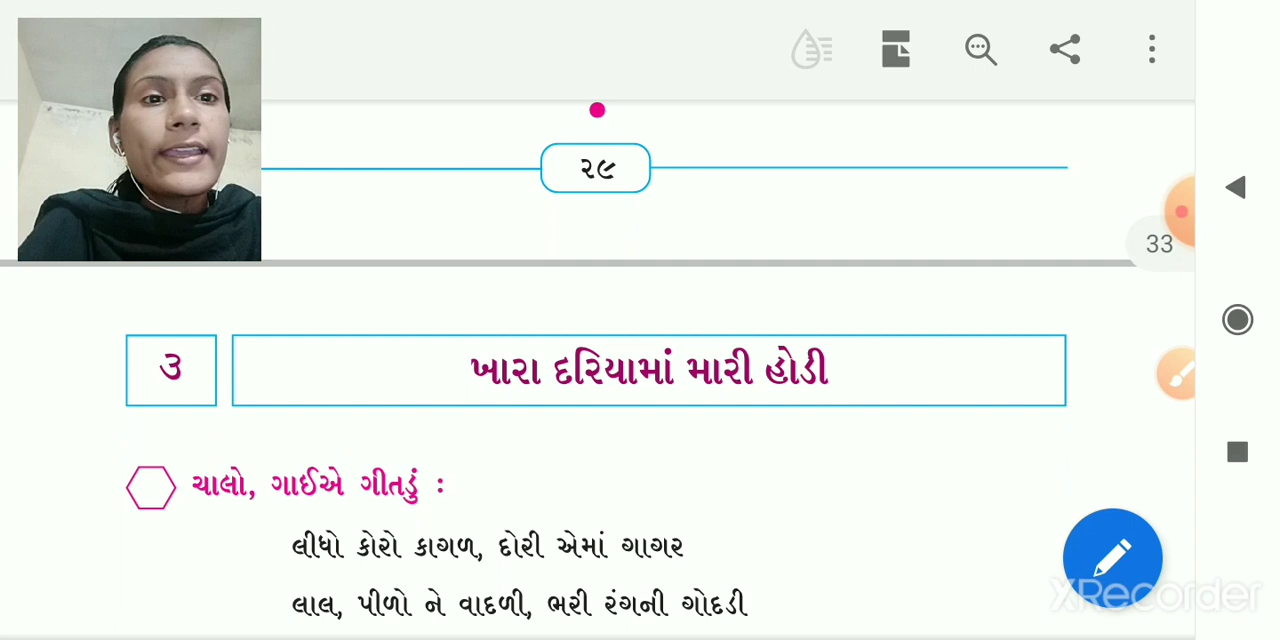 ૨૯
33
૩
ખારા દરિયામાં મારી હોડી
ચાલો, ગાઈએ ગીતડું :
લીધો કોરો કાગળ, દોરી એમાં ગાગર
લાલ, પીળો ને વાદળી, ભરી રંગની ગોદડી
XRecorder